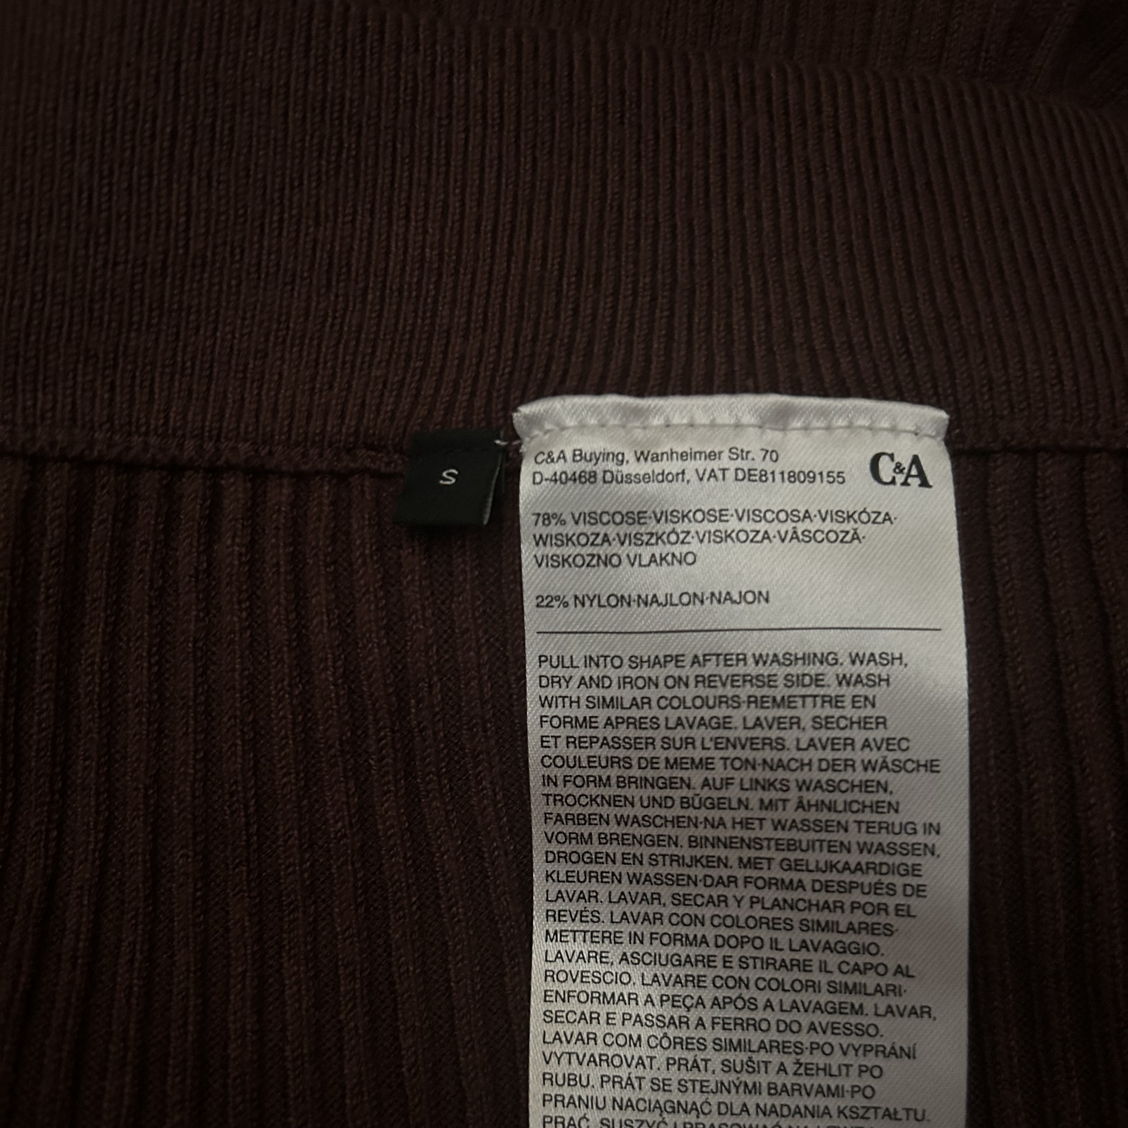 S
C&A Buying, Wanheimer Str. 70
D-40468 Düsseldorf, VAT DE811809155
C&A
78% VISCOSE·VISKOSE·VISCOSA·VISKÓZA·
WISKOZA·VISZKÓZ·VISKOZA·VÂSCOZĂ·
VISKOZNO VLAKNO
22% NYLON·NAJLON·NAJON
PULL INTO SHAPE AFTER WASHING. WASH,
DRY AND IRON ON REVERSE SIDE. WASH
WITH SIMILAR COLOURS·REMETTRE EN
FORME APRES LAVAGE. LAVER, SECHER
ET REPASSER SUR L'ENVERS. LAVER AVEC
COULEURS DE MEME TON·NACH DER WÄSCHE
IN FORM BRINGEN. AUF LINKS WASCHEN,
TROCKNEN UND BÜGELN. MIT ÄHNLICHEN
FARBEN WASCHEN·NA HET WASSEN TERUG IN
VORM BRENGEN. BINNENSTEBUITEN WASSEN,
DROGEN EN STRIJKEN. MET GELIJKAARDIGE
KLEUREN WASSEN·DAR FORMA DESPUÉS DE
LAVAR. LAVAR, SECAR Y PLANCHAR POR EL
REVÉS. LAVAR CON COLORES SIMILARES·
METTERE IN FORMA DOPO IL LAVAGGIO.
LAVARE, ASCIUGARE E STIRARE IL CAPO AL
ROVESCIO. LAVARE CON COLORI SIMILARI·
ENFORMAR A PEÇA APÓS A LAVAGEM. LAVAR,
SECAR E PASSAR A FERRO DO AVESSO.
LAVAR COM CÔRES SIMILARES·PO VYPRÁNÍ
VYTVAROVAT. PRÁT, SUŠIT A ŽEHLIT PO
RUBU. PRÁT SE STEJNÝMI BARVAMI·PO
PRANIU NACIĄGNĄĆ DLA NADANIA KSZTAŁTU.
PRAĆ, SUSZYĆ I PRASOWAĆ NA